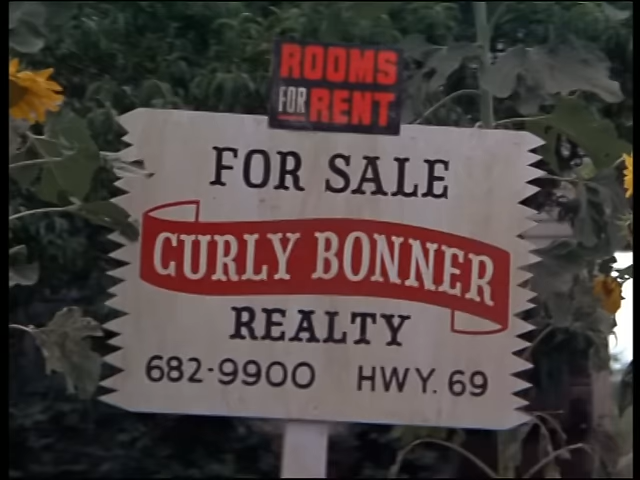 ROOMS
FOR RENT
FOR SALE
CURLY BONNER
REALTY
682-9900 HWY. 69